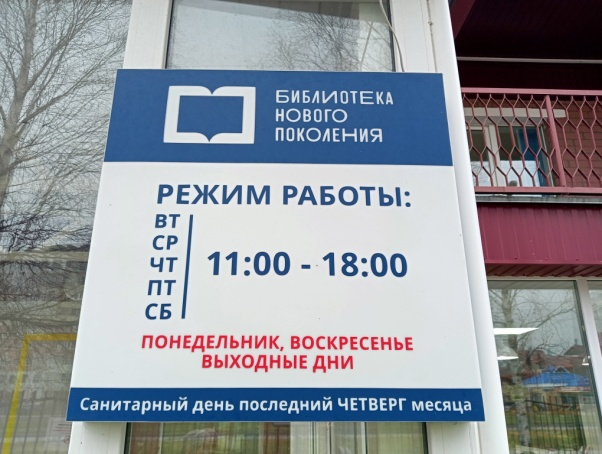 БИБЛИОТЕКА
НОВОГО
ПОКОЛЕНИЯ
РЕЖИМ РАБОТЫ:
ВТ
СР
ЧТ
ПТ
СБ
11:00 - 18:00
ПОНЕДЕЛЬНИК, ВОСКРЕСЕНЬЕ
ВЫХОДНЫЕ ДНИ
Санитарный день последний ЧЕТВЕРГ месяца